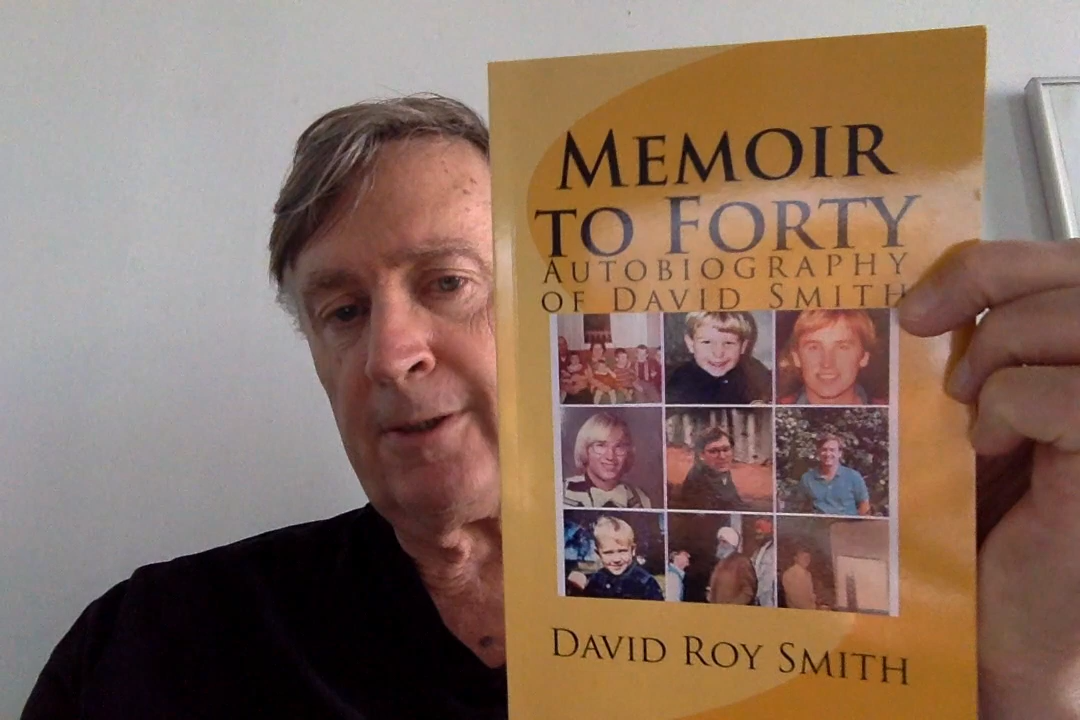 MEMOIR
TO FORTY
AUTOBIOGRAPHY
OF DAVID SMITH
DAVID ROY SMITH